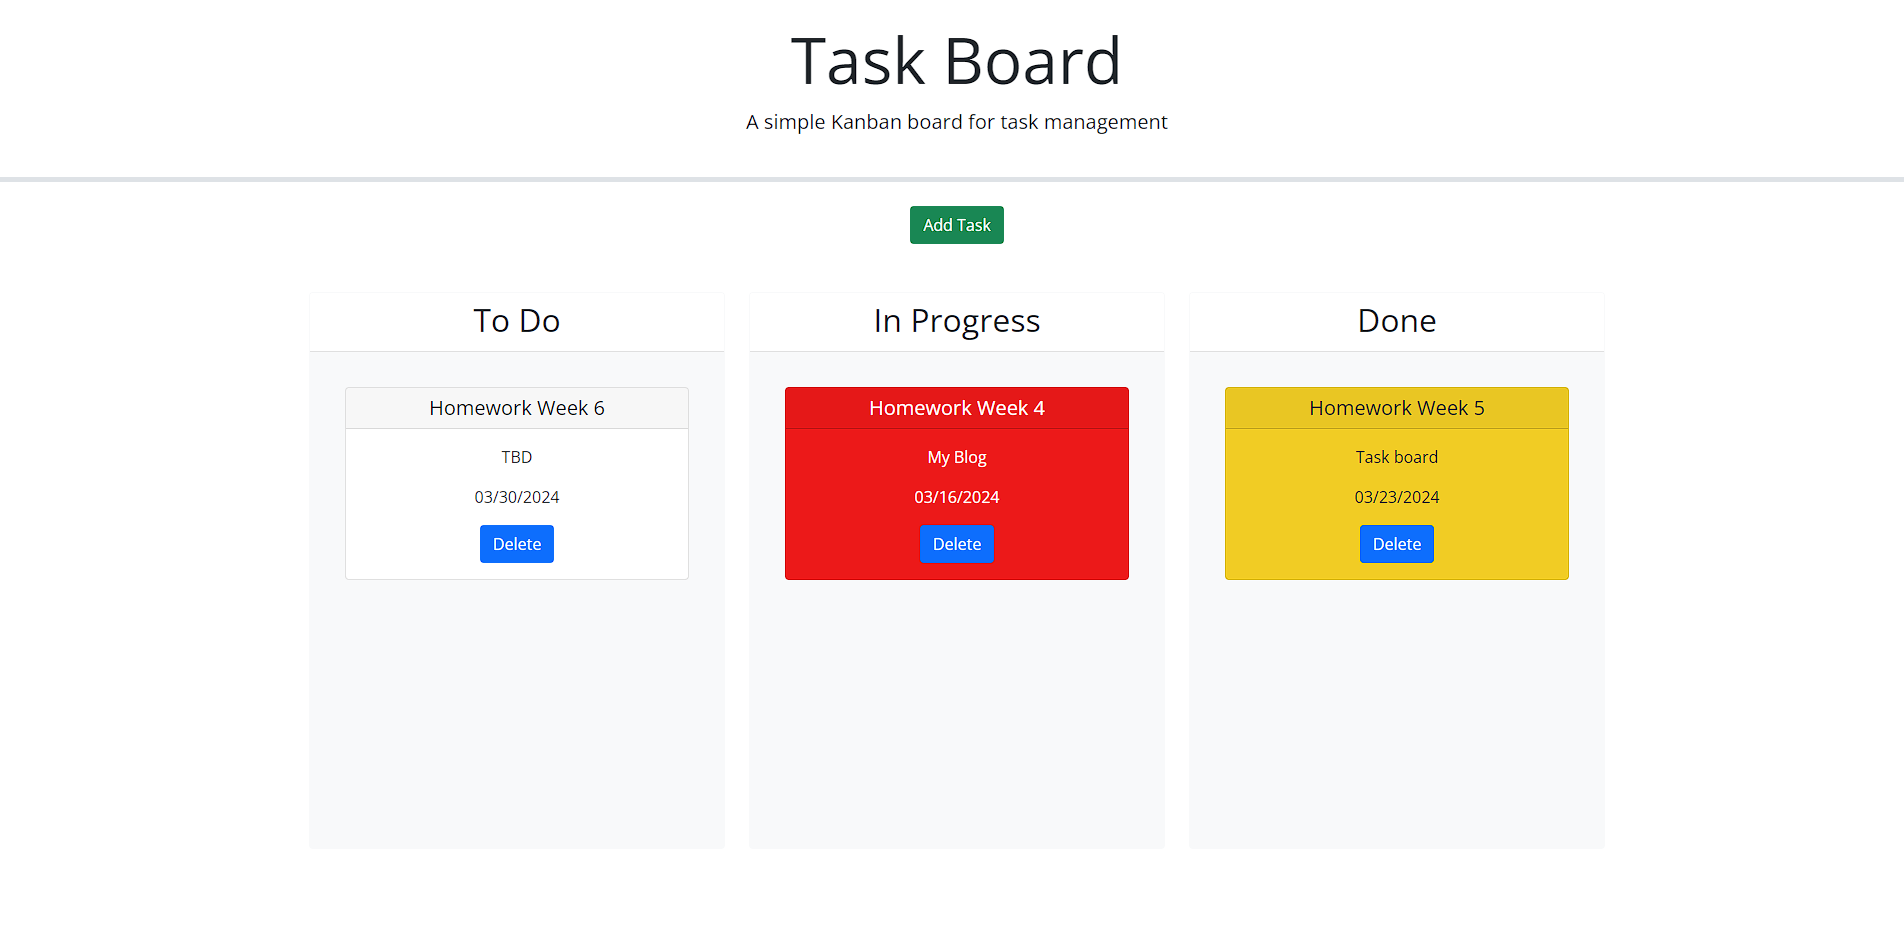 Task Board
A simple Kanban board for task management
Add Task
To Do
Homework Week 6
TBD
03/30/2024
Delete
In Progress
Homework Week 4
My Blog
03/16/2024
Delete
Done
Homework Week 5
Task board
03/23/2024
Delete